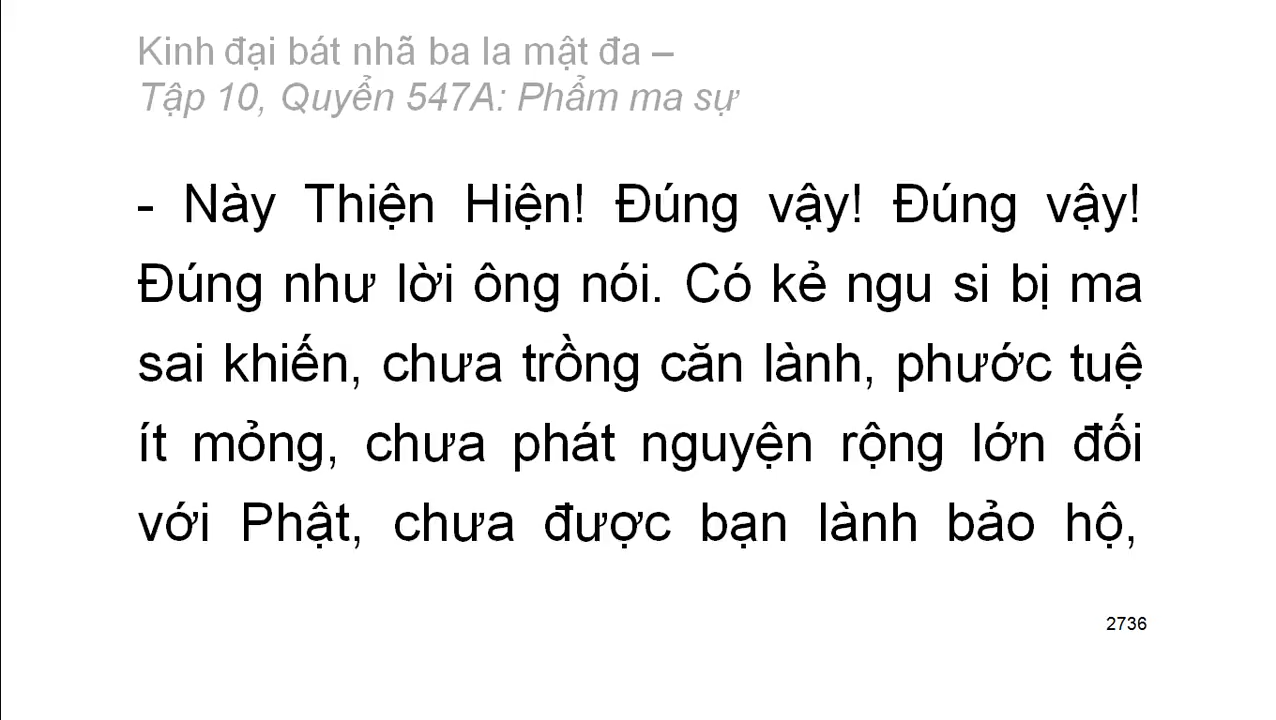 Kinh đại bát nhã ba la mật đa –
Tập 10, Quyển 547A: Phẩm ma sự
- Này Thiện Hiện! Đúng vậy! Đúng vậy!
Đúng như lời ông nói. Có kẻ ngu si bị ma
sai khiến, chưa trồng căn lành, phước tuệ
ít mỏng, chưa phát nguyện rộng lớn đối
với Phật, chưa được bạn lành bảo hộ,
2736